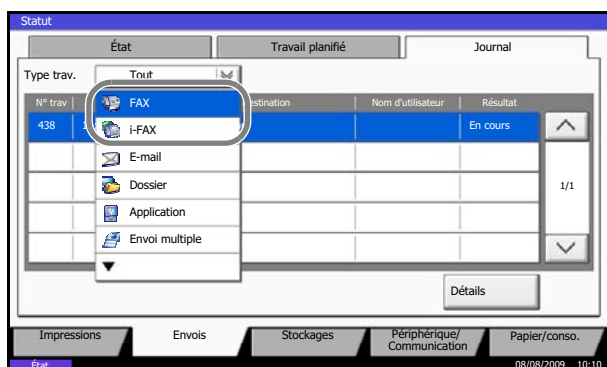 Statut
État Travail planifié Journal
Type trav. Tout
N° trav estination Nom d'utilisateur Résultat
438 En cours
FAX
i-FAX
E-mail
Dossier
1/1
Application
Envoi multiple
Détails
Impressions Envois Stockages Périphérique/ Communication Papier/conso.
État 08/08/2009 10:10